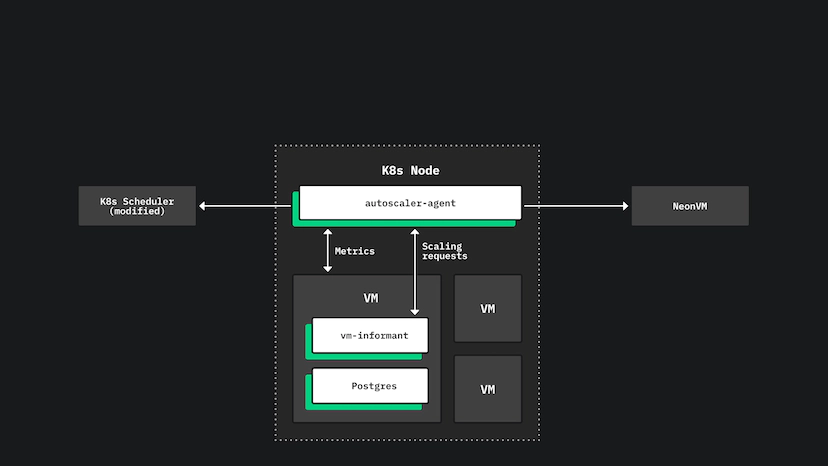 K8s Node
K8s Scheduler
(modified)
autoscaler-agent
NeonVM
Metrics
Scaling
requests
VM
vm-informant
Postgres
VM
VM